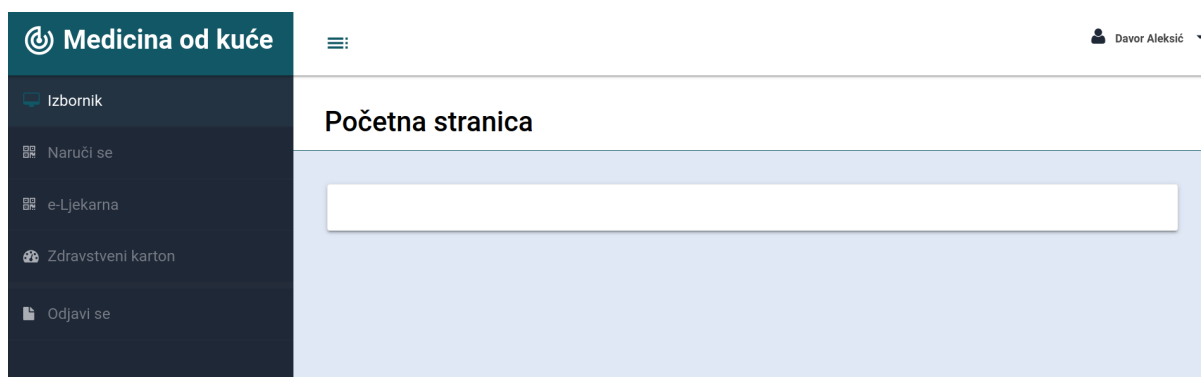 Medicina od kuće
Davor Aleksić
Izbornik
Početna stranica
Naruči se
e-Ljekarna
Zdravstveni karton
Odjavi se